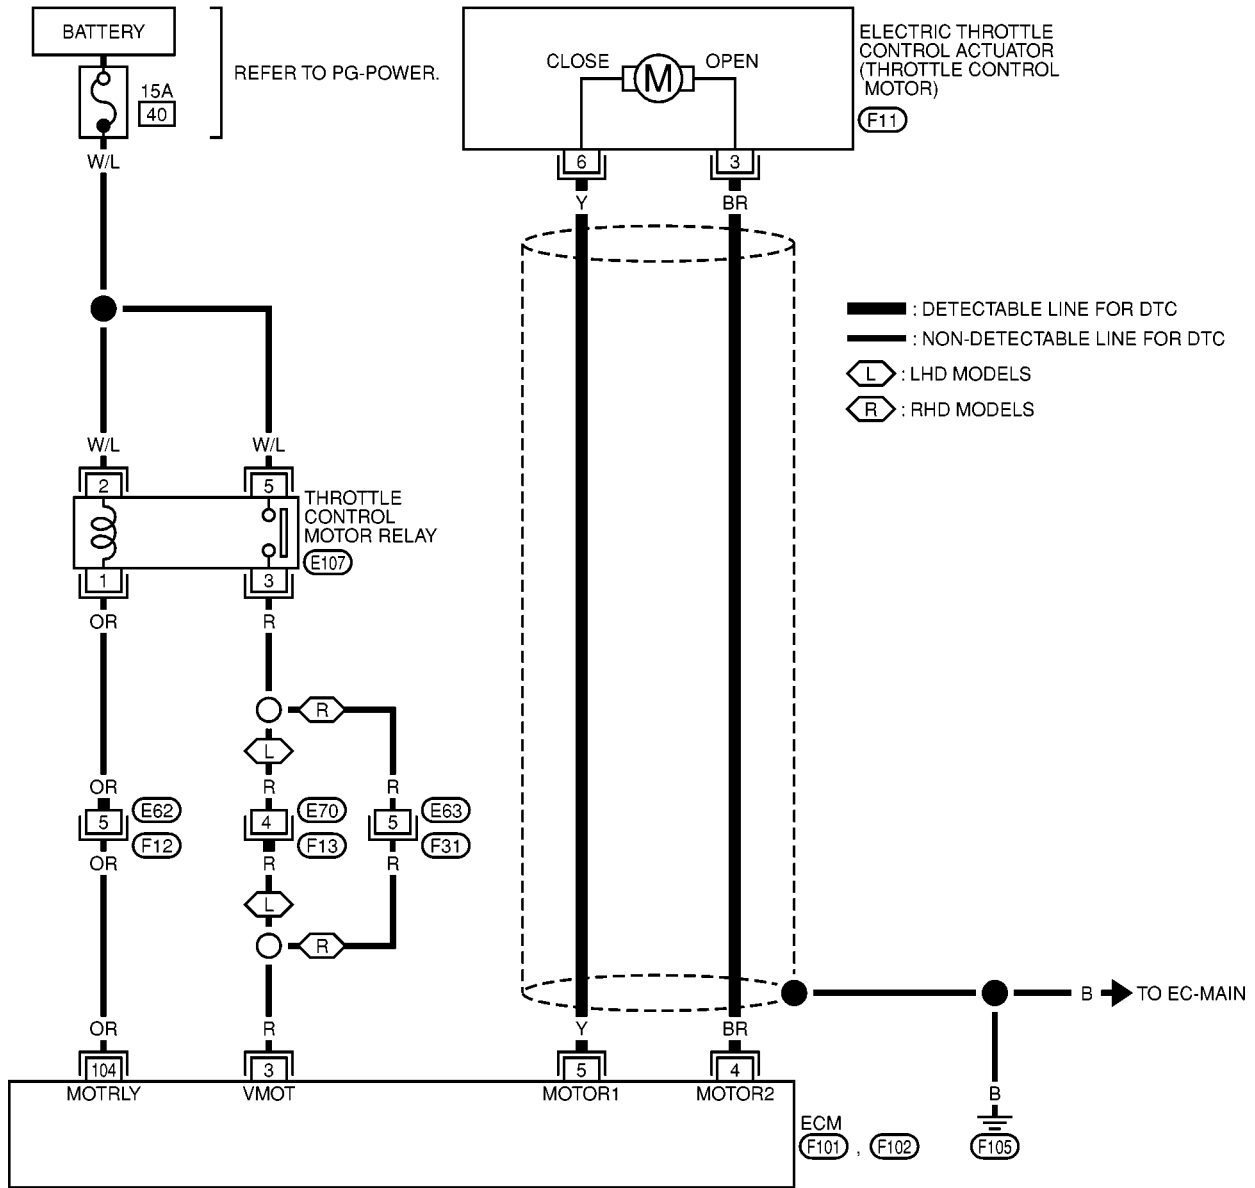 BATTERY
15A
40
REFER TO PG-POWER.
W/L
CLOSE
M
OPEN
ELECTRIC THROTTLE
CONTROL ACTUATOR
(THROTTLE CONTROL
MOTOR)
F11
6
3
Y
BR
: DETECTABLE LINE FOR DTC
: NON-DETECTABLE LINE FOR DTC
L : LHD MODELS
R : RHD MODELS
W/L
W/L
2
5
THROTTLE
CONTROL
MOTOR RELAY
E107
1
3
OR
R
R
L
OR
R
R
5
E62
F12
4
E70
F13
5
E63
F31
OR
R
R
L
R
OR
R
Y
BR
B
TO EC-MAIN
104
3
5
4
MOTRLY
VMOT
MOTOR1
MOTOR2
B
ECM
F101 , F102
F105